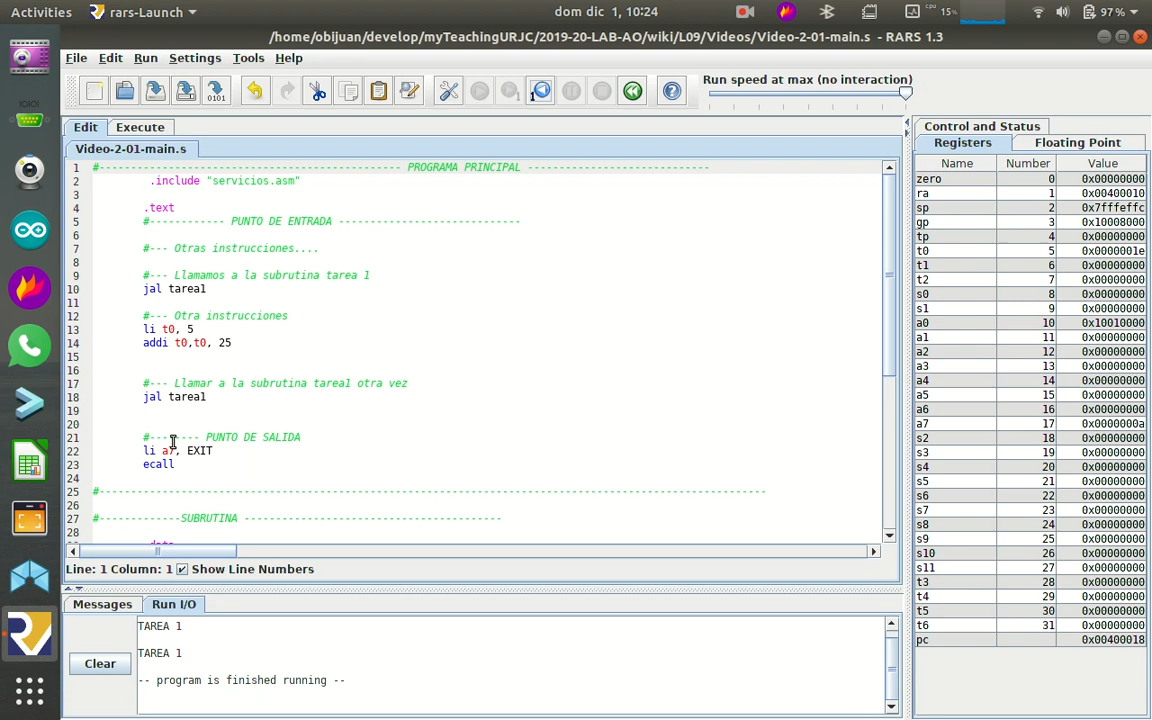 Activities rars-Launch dom dic 1, 10:24 cpu 15% 97%
/home/obijuan/develop/myTeachingURJC/2019-20-LAB-AO/wiki/L09/Videos/Video-2-01-main.s - RARS 1.3
File Edit Run Settings Tools Help
Run speed at max (no interaction)
Edit Execute
Video-2-01-main.s
1 #------------------------------------------------ PROGRAMA PRINCIPAL -----------------------------
2 .include "servicios.asm"
3
4 .text
5 #------------ PUNTO DE ENTRADA -----------------------------
6
7 #--- Otras instrucciones....
8
9 #--- Llamamos a la subrutina tarea 1
10 jal tarea1
11
12 #--- Otra instrucciones
13 li t0, 5
14 addi t0,t0, 25
15
16
17 #--- Llamar a la subrutina tarea1 otra vez
18 jal tarea1
19
20
21 #-------- PUNTO DE SALIDA
22 li a7, EXIT
23 ecall
24
25 #-----------------------------------------------------------------------------------------------------------
26
27 #------------SUBRUTINA -----------------------------------------
28
Line: 1 Column: 1 Show Line Numbers
Messages Run I/O
TAREA 1
TAREA 1
-- program is finished running --
Clear
Control and Status
Registers Floating Point
Name Number Value
zero 0 0x00000000
ra 1 0x00400010
sp 2 0x7fffeffc
gp 3 0x10008000
tp 4 0x00000000
t0 5 0x0000001e
t1 6 0x00000000
t2 7 0x00000000
s0 8 0x00000000
s1 9 0x00000000
a0 10 0x10010000
a1 11 0x00000000
a2 12 0x00000000
a3 13 0x00000000
a4 14 0x00000000
a5 15 0x00000000
a6 16 0x00000000
a7 17 0x0000000a
s2 18 0x00000000
s3 19 0x00000000
s4 20 0x00000000
s5 21 0x00000000
s6 22 0x00000000
s7 23 0x00000000
s8 24 0x00000000
s9 25 0x00000000
s10 26 0x00000000
s11 27 0x00000000
t3 28 0x00000000
t4 29 0x00000000
t5 30 0x00000000
t6 31 0x00000000
pc 0x00400018